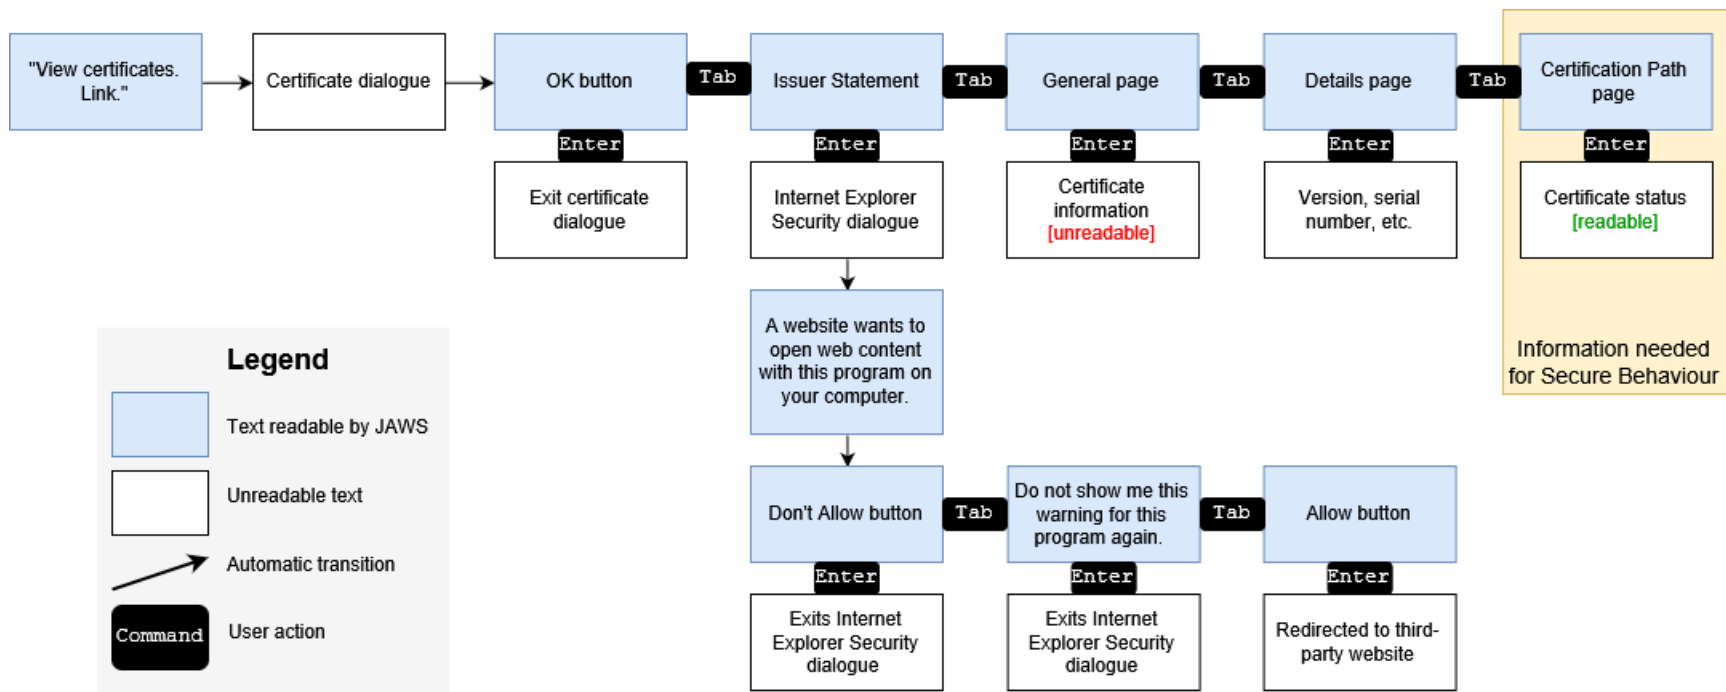 "View certificates.
Link."
Certificate dialogue
OK button
Tab
Issuer Statement
Tab
General page
Tab
Details page
Tab
Certification Path
page
Enter
Enter
Enter
Enter
Enter
Exit certificate
dialogue
Internet Explorer
Security dialogue
Certificate
information
[unreadable]
Version, serial
number, etc.
Certificate status
[readable]
Information needed
for Secure Behaviour
A website wants to
open web content
with this program on
your computer.
Don't Allow button
Tab
Do not show me this
warning for this
program again.
Tab
Allow button
Enter
Enter
Enter
Exits Internet
Explorer Security
dialogue
Exits Internet
Explorer Security
dialogue
Redirected to third-
party website
Legend
Text readable by JAWS
Unreadable text
Automatic transition
Command
User action